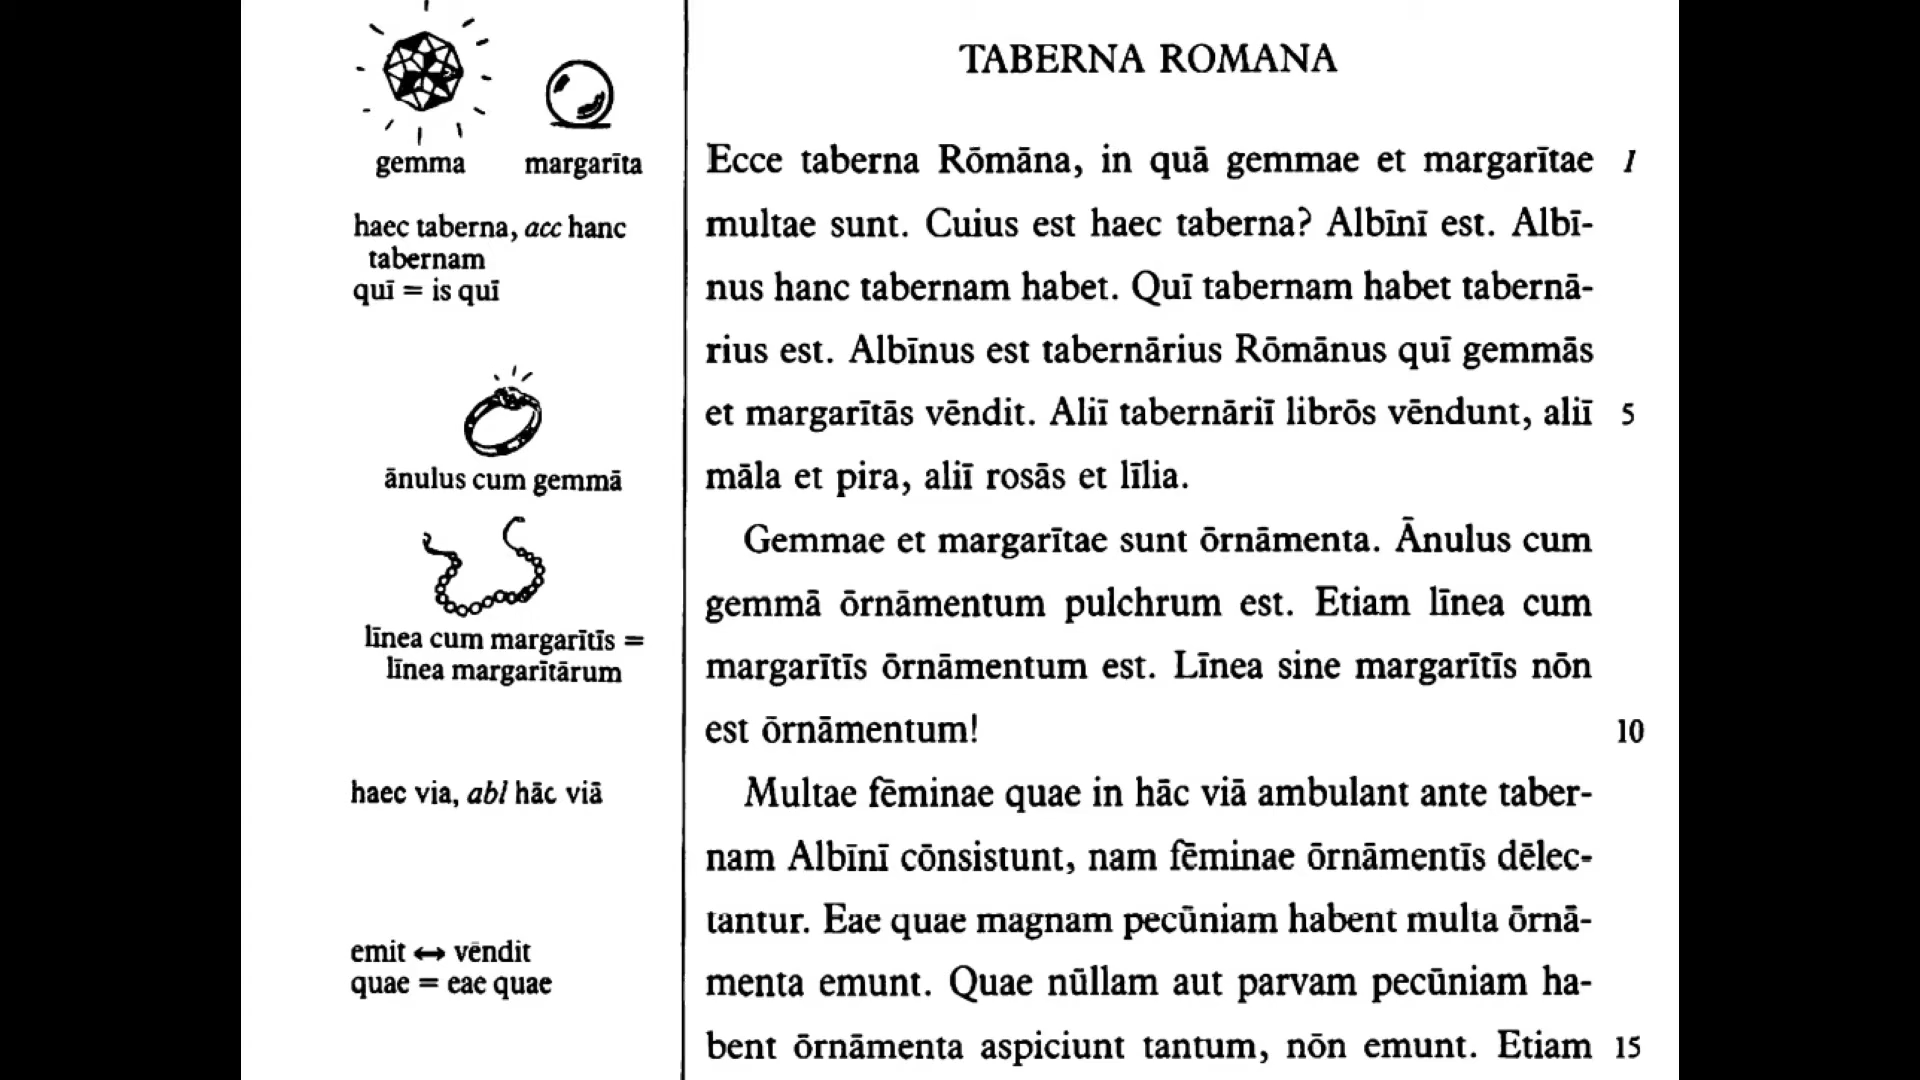 gemma
margarīta
haec taberna, acc hanc
tabernam
quī = is quī
ānulus cum gemmā
līnea cum margarītīs =
līnea margarītārum
haec via, abl hāc viā
emit ↔ vēndit
quae = eae quae
TABERNA ROMANA
Ecce taberna Rōmāna, in quā gemmae et margarītae 1
multae sunt. Cuius est haec taberna? Albīnī est. Albī-
nus hanc tabernam habet. Quī tabernam habet tabernā-
rius est. Albīnus est tabernārius Rōmānus quī gemmās
et margarītās vēndit. Aliī tabernāriī librōs vēndunt, aliī 5
māla et pira, aliī rosās et līlia.
Gemmae et margarītae sunt ōrnāmenta. Ānulus cum
gemmā ōrnāmentum pulchrum est. Etiam līnea cum
margarītīs ōrnāmentum est. Līnea sine margarītīs nōn
est ōrnāmentum! 10
Multae fēminae quae in hāc viā ambulant ante taber-
nam Albīnī cōnsistunt, nam fēminae ōrnāmentīs dēlec-
tantur. Eae quae magnam pecūniam habent multa ōrnā-
menta emunt. Quae nūllam aut parvam pecūniam ha-
bent ōrnāmenta aspiciunt tantum, nōn emunt. Etiam 15